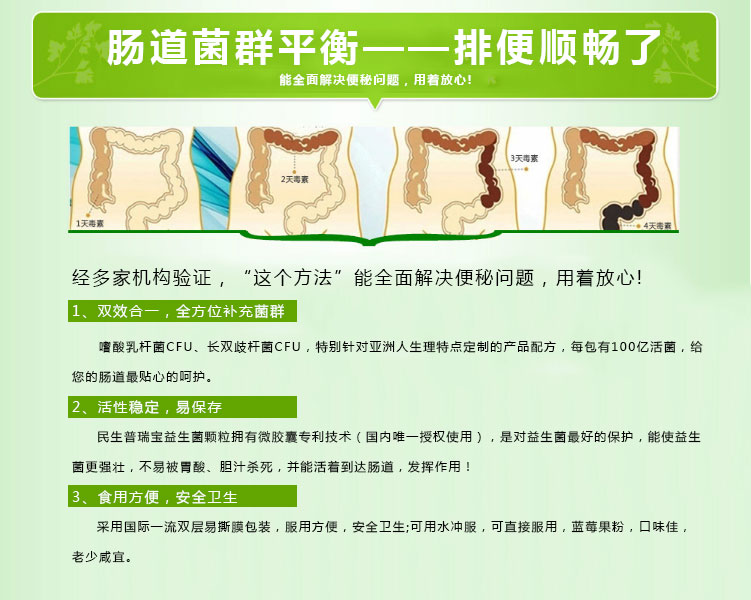 肠道菌群平衡——排便顺畅了
能全面解决便秘问题，用着放心!
1天毒素
2天毒素
3天毒素
4天毒素
经多家机构验证，“这个方法”能全面解决便秘问题，用着放心!
1、双效合一，全方位补充菌群
嗜酸乳杆菌CFU、长双歧杆菌CFU，特别针对亚洲人生理特点定制的产品配方，每包有100亿活菌，给
您的肠道最贴心的呵护。
2、活性稳定，易保存
民生普瑞宝益生菌颗粒拥有微胶囊专利技术（国内唯一授权使用），是对益生菌最好的保护，能使益生
菌更强壮，不易被胃酸、胆汁杀死，并能活着到达肠道，发挥作用！
3、食用方便，安全卫生
采用国际一流双层易撕膜包装，服用方便，安全卫生;可用水冲服，可直接服用，蓝莓果粉，口味佳，
老少咸宜。